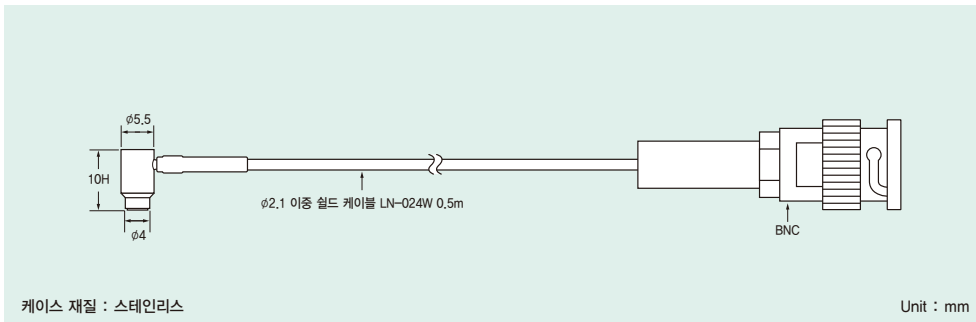 φ5.5
10H
φ2.1 이중 쉴드 케이블 LN-024W 0.5m
φ4
BNC
케이스 재질 : 스테인리스
Unit : mm